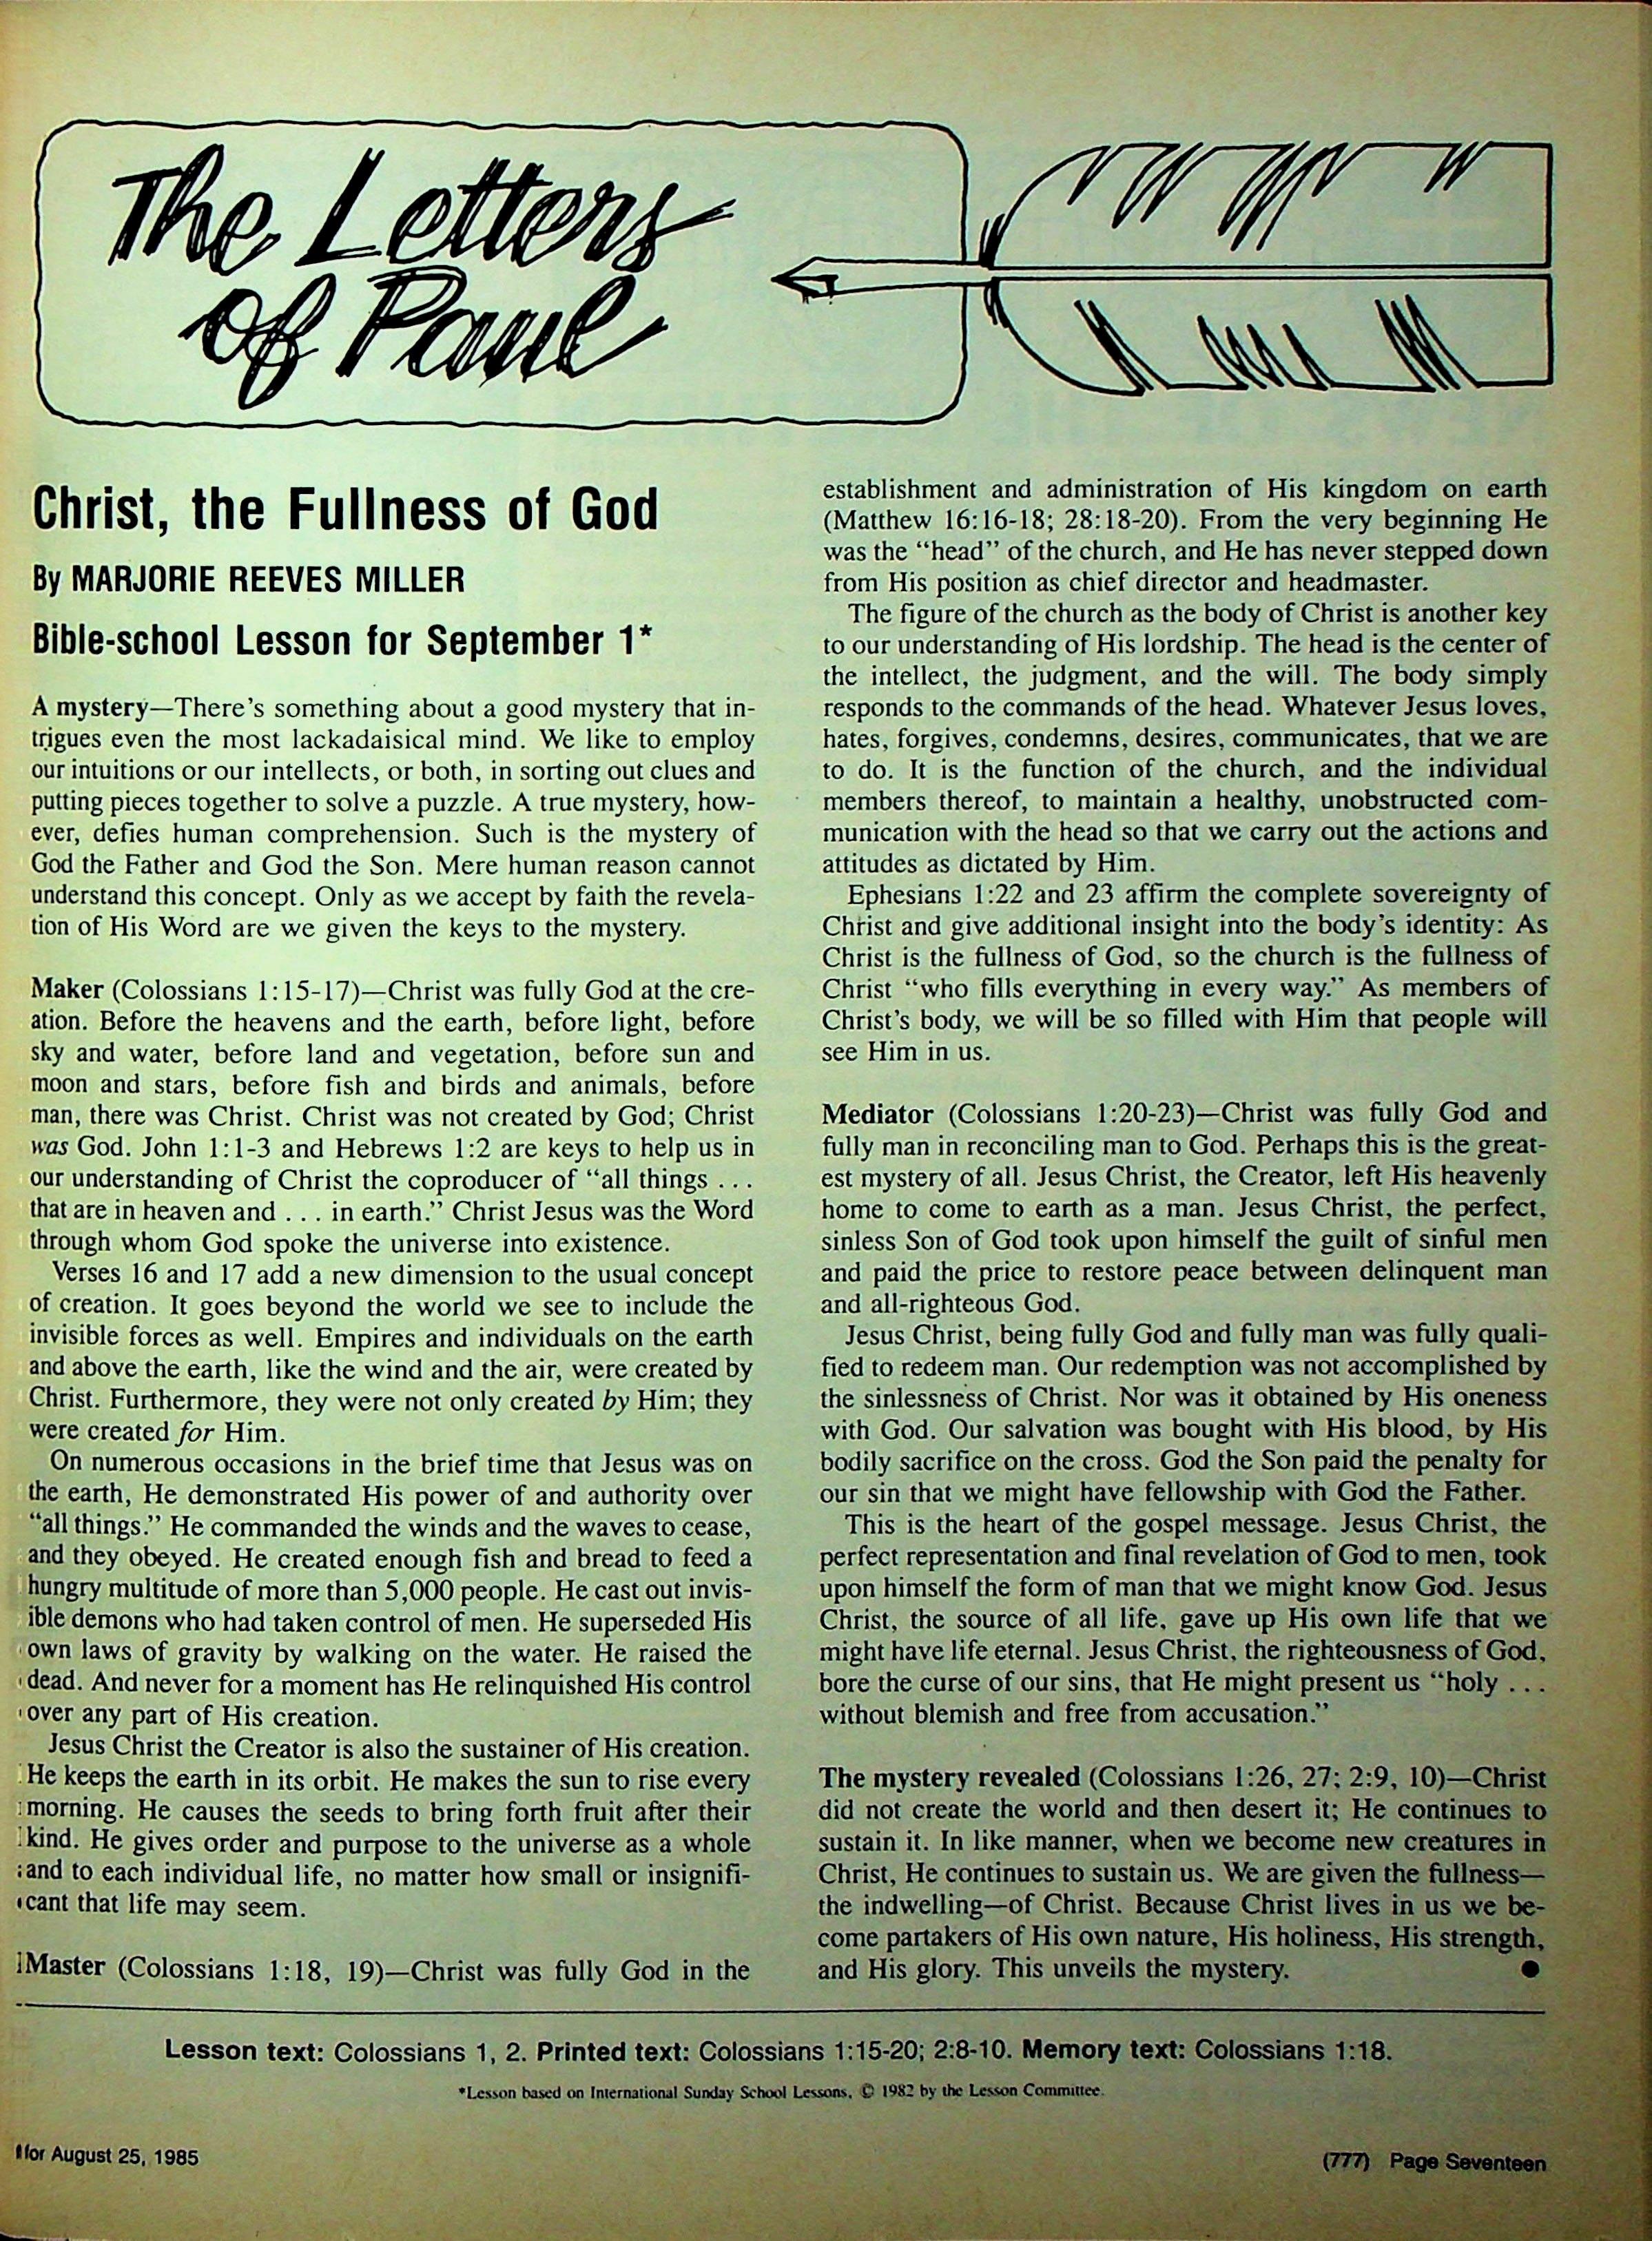 The Letters
of Paul
Christ, the Fullness of God
By MARJORIE REEVES MILLER
Bible-school Lesson for September 1*
A mystery—There's something about a good mystery that in-
trigues even the most lackadaisical mind. We like to employ
our intuitions or our intellects, or both, in sorting out clues and
putting pieces together to solve a puzzle. A true mystery, how-
ever, defies human comprehension. Such is the mystery of
God the Father and God the Son. Mere human reason cannot
understand this concept. Only as we accept by faith the revela-
tion of His Word are we given the keys to the mystery.
Maker (Colossians 1:15-17)—Christ was fully God at the cre-
ation. Before the heavens and the earth, before light, before
sky and water, before land and vegetation, before sun and
moon and stars, before fish and birds and animals, before
man, there was Christ. Christ was not created by God; Christ
was God. John 1:1-3 and Hebrews 1:2 are keys to help us in
our understanding of Christ the coproducer of "all things . . .
that are in heaven and . . . in earth." Christ Jesus was the Word
through whom God spoke the universe into existence.
Verses 16 and 17 add a new dimension to the usual concept
of creation. It goes beyond the world we see to include the
invisible forces as well. Empires and individuals on the earth
and above the earth, like the wind and the air, were created by
Christ. Furthermore, they were not only created by Him; they
were created for Him.
On numerous occasions in the brief time that Jesus was on
the earth, He demonstrated His power of and authority over
"all things." He commanded the winds and the waves to cease,
and they obeyed. He created enough fish and bread to feed a
hungry multitude of more than 5,000 people. He cast out invis-
ible demons who had taken control of men. He superseded His
own laws of gravity by walking on the water. He raised the
dead. And never for a moment has He relinquished His control
over any part of His creation.
Jesus Christ the Creator is also the sustainer of His creation.
He keeps the earth in its orbit. He makes the sun to rise every
morning. He causes the seeds to bring forth fruit after their
kind. He gives order and purpose to the universe as a whole
and to each individual life, no matter how small or insignifi-
cant that life may seem.
Master (Colossians 1:18, 19)—Christ was fully God in the
establishment and administration of His kingdom on earth
(Matthew 16:16-18; 28:18-20). From the very beginning He
was the "head" of the church, and He has never stepped down
from His position as chief director and headmaster.
The figure of the church as the body of Christ is another key
to our understanding of His lordship. The head is the center of
the intellect, the judgment, and the will. The body simply
responds to the commands of the head. Whatever Jesus loves,
hates, forgives, condemns, desires, communicates, that we are
to do. It is the function of the church, and the individual
members thereof, to maintain a healthy, unobstructed com-
munication with the head so that we carry out the actions and
attitudes as dictated by Him.
Ephesians 1:22 and 23 affirm the complete sovereignty of
Christ and give additional insight into the body's identity: As
Christ is the fullness of God, so the church is the fullness of
Christ "who fills everything in every way." As members of
Christ's body, we will be so filled with Him that people will
see Him in us.
Mediator (Colossians 1:20-23)—Christ was fully God and
fully man in reconciling man to God. Perhaps this is the great-
est mystery of all. Jesus Christ, the Creator, left His heavenly
home to come to earth as a man. Jesus Christ, the perfect,
sinless Son of God took upon himself the guilt of sinful men
and paid the price to restore peace between delinquent man
and all-righteous God.
Jesus Christ, being fully God and fully man was fully quali-
fied to redeem man. Our redemption was not accomplished by
the sinlessness of Christ. Nor was it obtained by His oneness
with God. Our salvation was bought with His blood, by His
bodily sacrifice on the cross. God the Son paid the penalty for
our sin that we might have fellowship with God the Father.
This is the heart of the gospel message. Jesus Christ, the
perfect representation and final revelation of God to men, took
upon himself the form of man that we might know God. Jesus
Christ, the source of all life, gave up His own life that we
might have life eternal. Jesus Christ, the righteousness of God,
bore the curse of our sins, that He might present us "holy . . .
without blemish and free from accusation."
The mystery revealed (Colossians 1:26, 27; 2:9, 10)—Christ
did not create the world and then desert it; He continues to
sustain it. In like manner, when we become new creatures in
Christ, He continues to sustain us. We are given the fullness—
the indwelling—of Christ. Because Christ lives in us we be-
come partakers of His own nature, His holiness, His strength,
and His glory. This unveils the mystery. ●
Lesson text: Colossians 1, 2. Printed text: Colossians 1:15-20; 2:8-10. Memory text: Colossians 1:18.
*Lesson based on International Sunday School Lessons, © 1982 by the Lesson Committee.
for August 25, 1985
(777) Page Seventeen